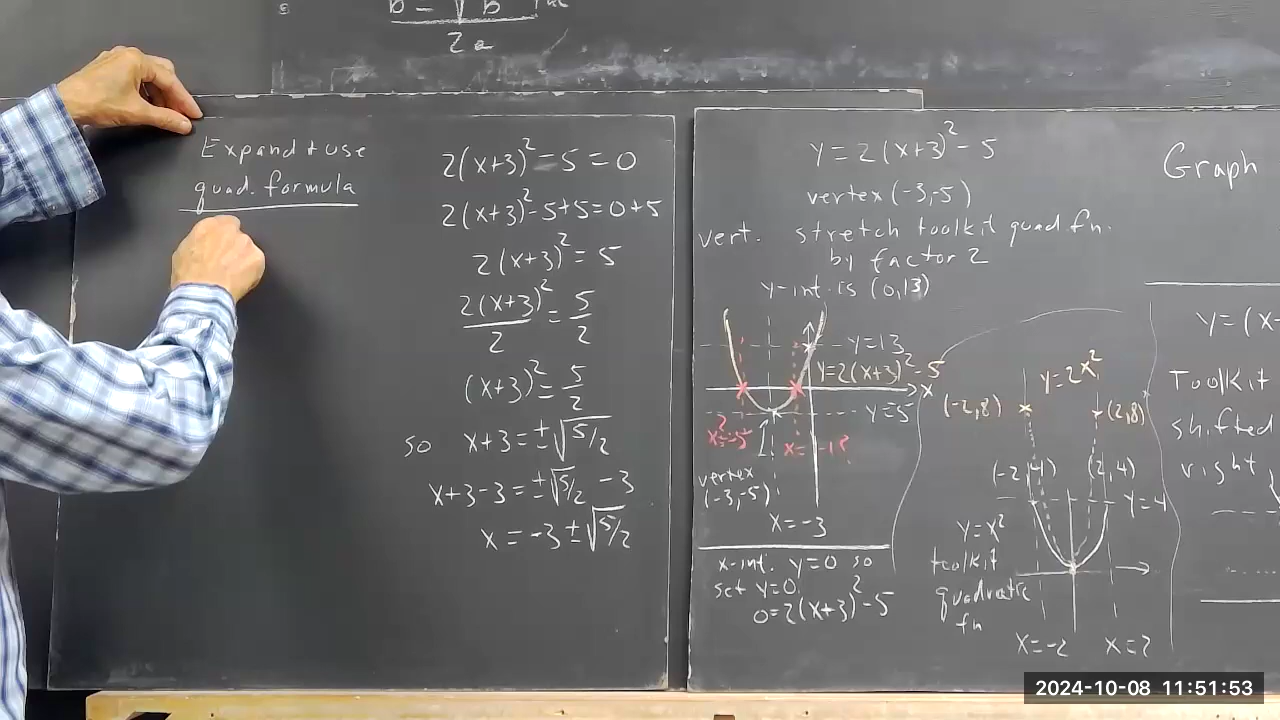 2a
Expand + use
quad. formula
2(x+3)² - 5 = 0
2(x+3)² - 5 + 5 = 0 + 5
2(x+3)² = 5
2(x+3)²/2 = 5/2
(x+3)² = 5/2
so x+3 = ±√5/2
x+3-3 = ±√5/2 - 3
x = -3 ± √5/2
y = 2(x+3)² - 5
vertex (-3,-5)
vert. stretch toolkit quad fn.
by factor 2
y-int. is (0,13)
y=13
y=2(x+3)²-5
x
y=-5
vertex
(-3,-5)
x=-3
x-int. y=0 so
set y=0
0=2(x+3)²-5
y=2x²
(-2,8)
(2,8)
(-2,4)
(2,4)
y=4
y=x²
toolkit
quadratic
fn
x=-2
x=2
Graph
y=(x-
Toolkit
shifted
right,
2024-10-08 11:51:53